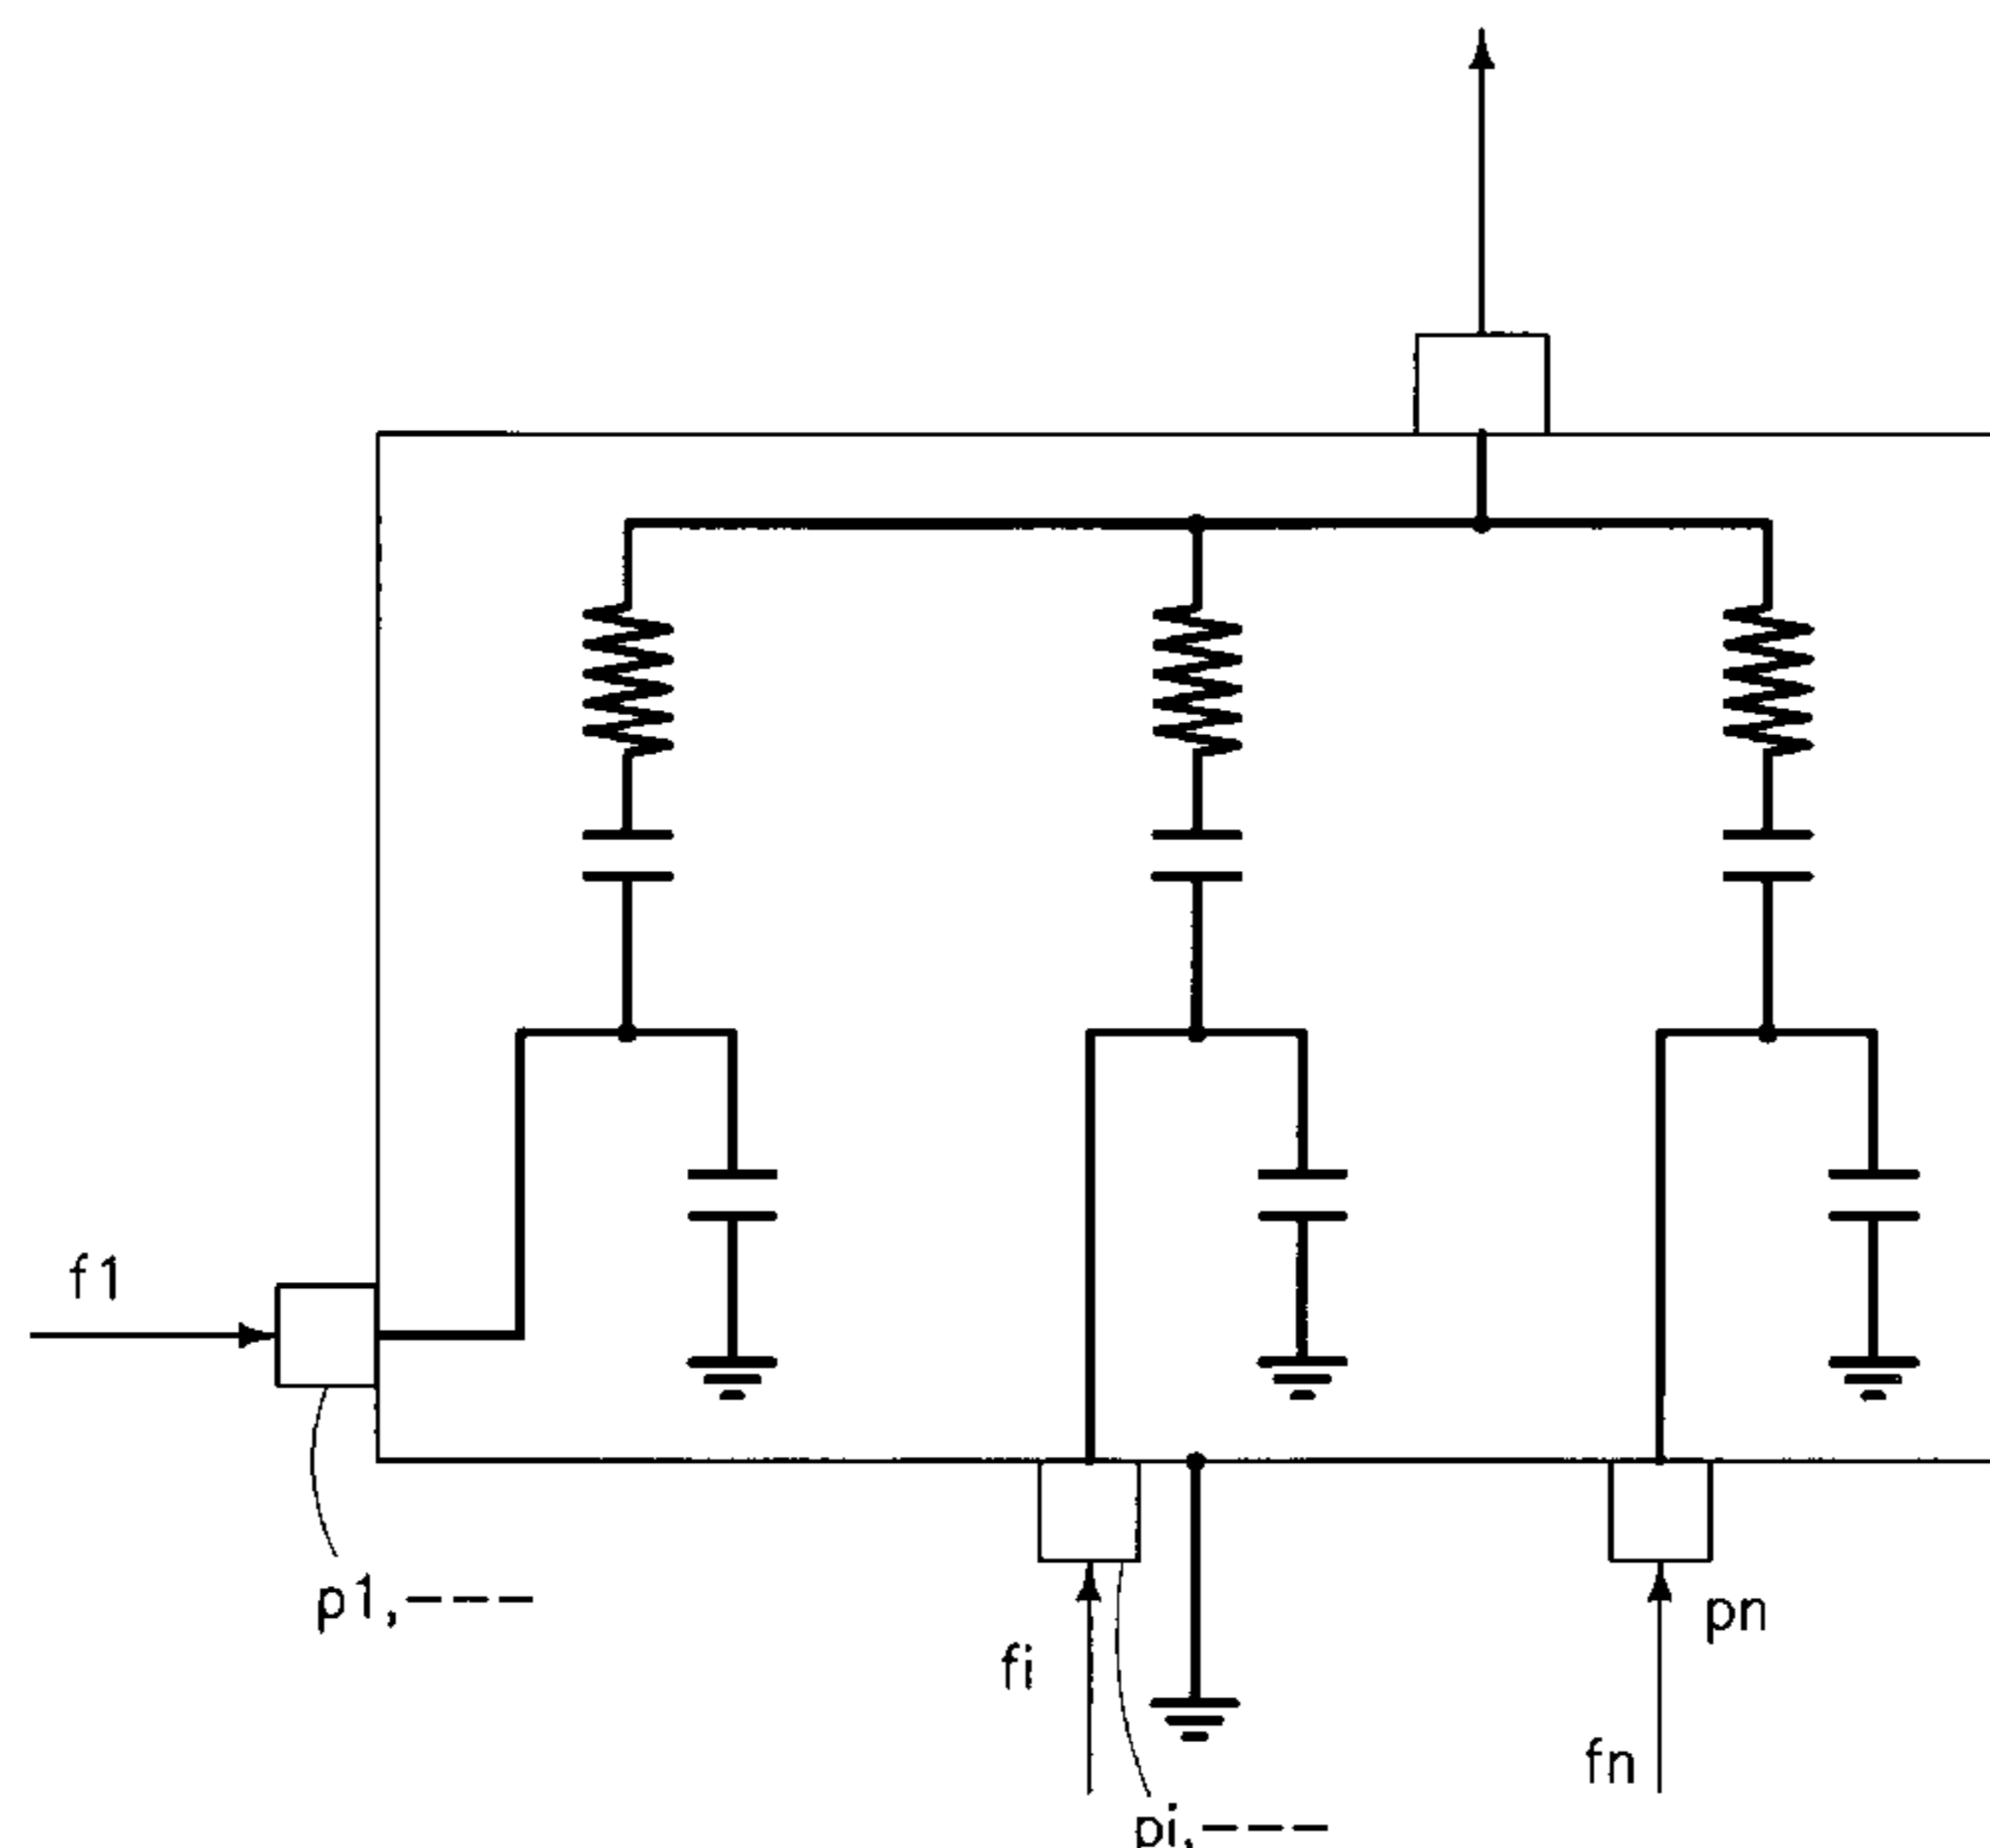 f1
p1,---
pn
fi
fn
pi,---